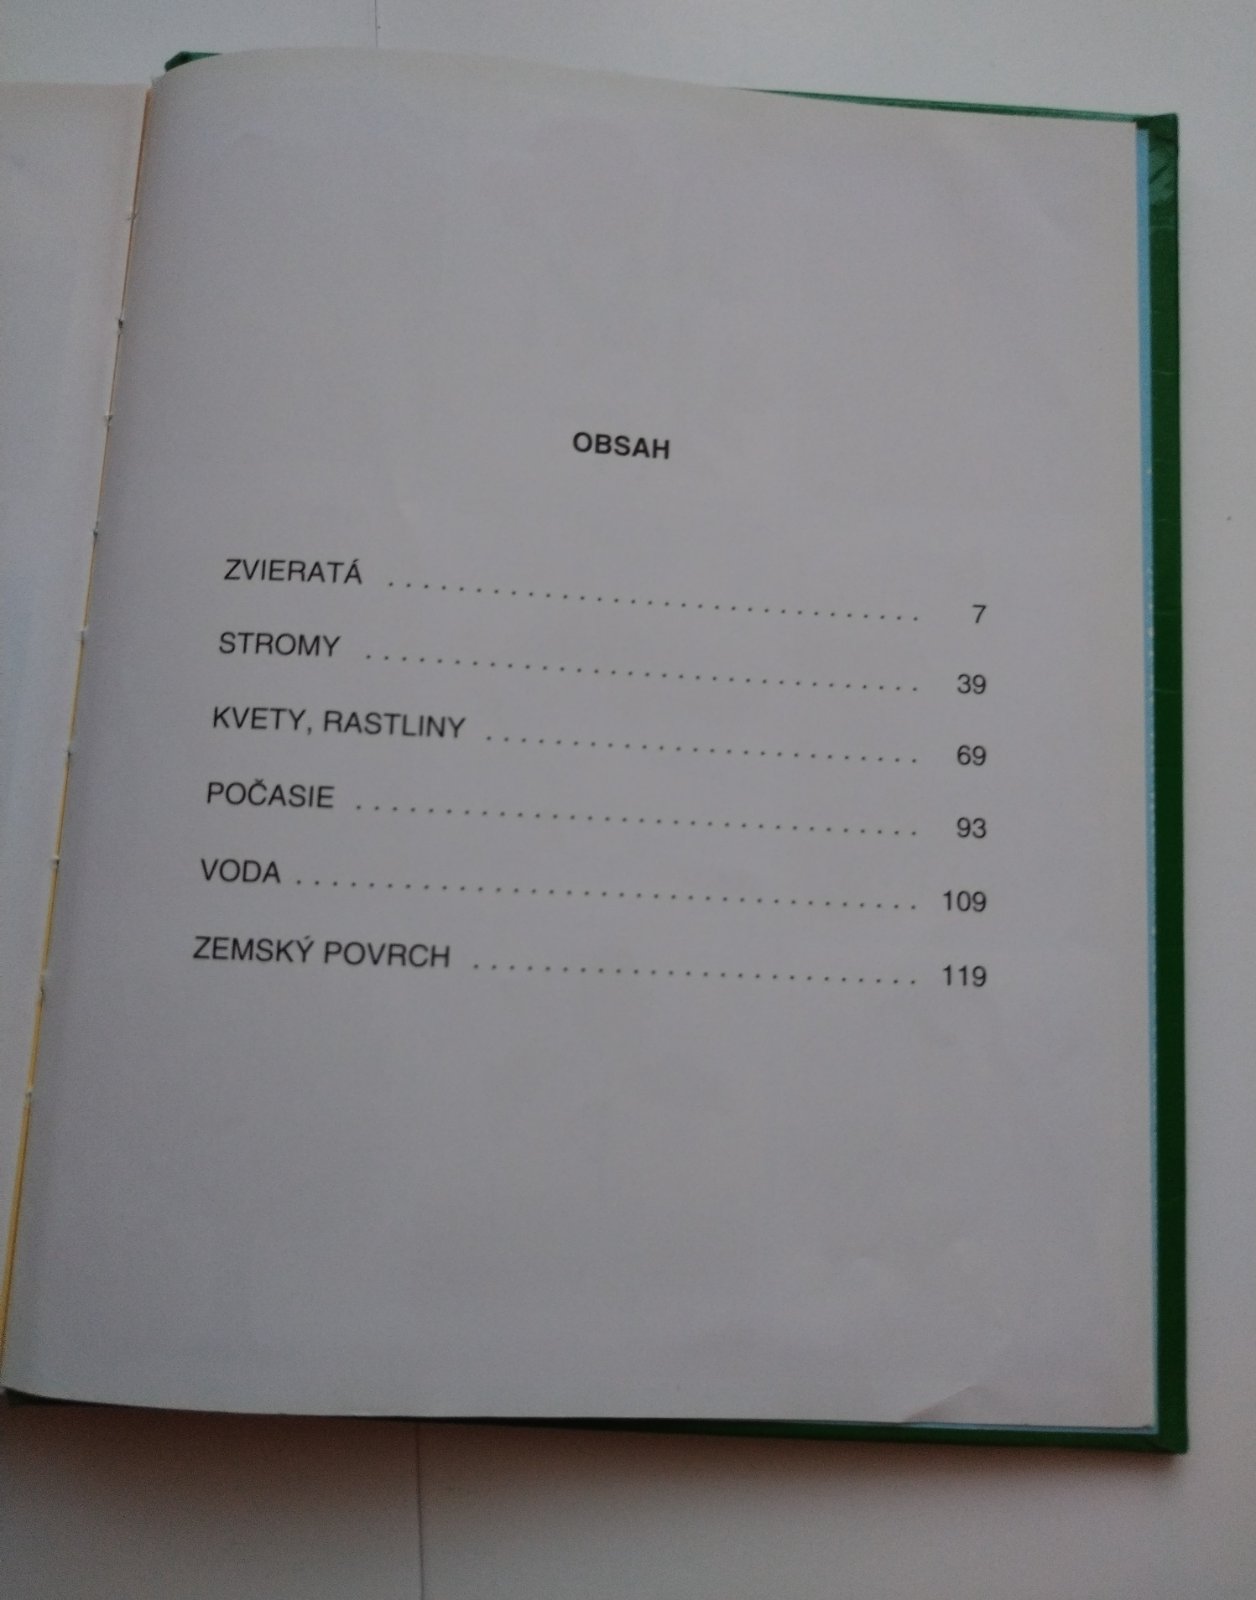 OBSAH
ZVIERATÁ . . . . . . . . . . . . . . . . . . . . . . . . . . . . . . 7
STROMY . . . . . . . . . . . . . . . . . . . . . . . . . . . . . . . 39
KVETY, RASTLINY . . . . . . . . . . . . . . . . . . . . . . . . . 69
POČASIE . . . . . . . . . . . . . . . . . . . . . . . . . . . . . . . 93
VODA . . . . . . . . . . . . . . . . . . . . . . . . . . . . . . . . . . 109
ZEMSKÝ POVRCH . . . . . . . . . . . . . . . . . . . . . . . . . 119